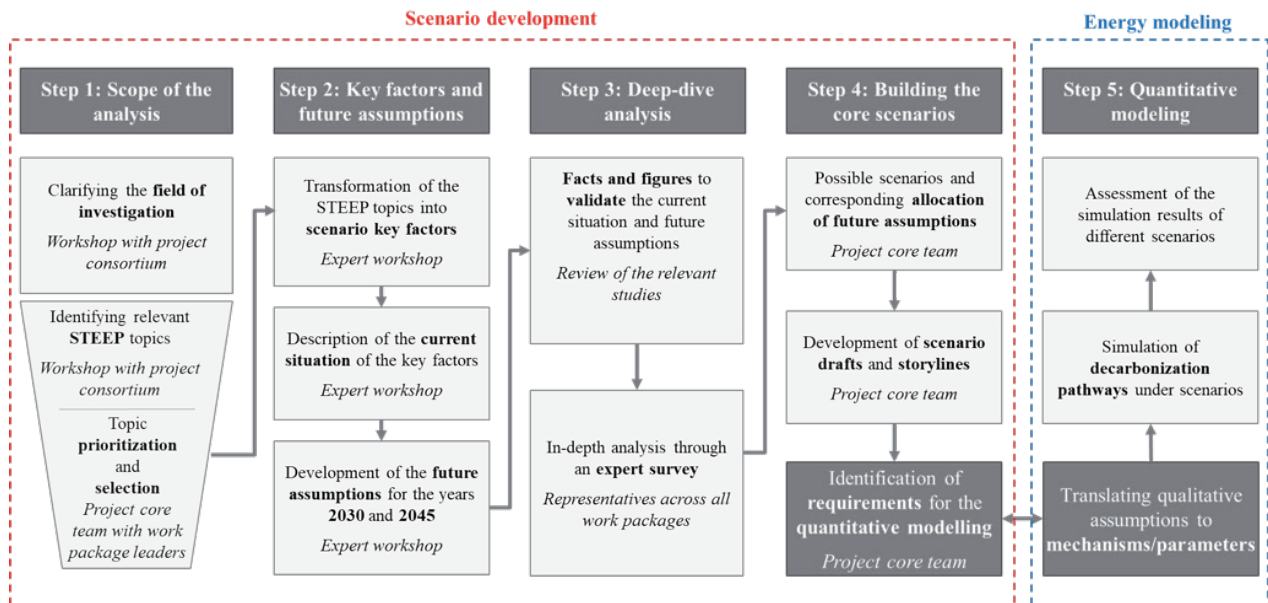 Scenario development
Energy modeling
Step 1: Scope of the
analysis
Clarifying the field of
investigation
Workshop with project
consortium
Identifying relevant
STEEP topics
Workshop with project
consortium
Topic
prioritization
and
selection
Project core
team with work
package leaders
Step 2: Key factors and
future assumptions
Transformation of the
STEEP topics into
scenario key factors
Expert workshop
Description of the current
situation of the key factors
Expert workshop
Development of the future
assumptions for the years
2030 and 2045
Expert workshop
Step 3: Deep-dive
analysis
Facts and figures to
validate the current
situation and future
assumptions
Review of the relevant
studies
In-depth analysis through
an expert survey
Representatives across all
work packages
Step 4: Building the
core scenarios
Possible scenarios and
corresponding allocation
of future assumptions
Project core team
Development of scenario
drafts and storylines
Project core team
Identification of
requirements for the
quantitative modelling
Project core team
Step 5: Quantitative
modeling
Assessment of the
simulation results of
different scenarios
Simulation of
decarbonization
pathways under scenarios
Translating qualitative
assumptions to
mechanisms/parameters